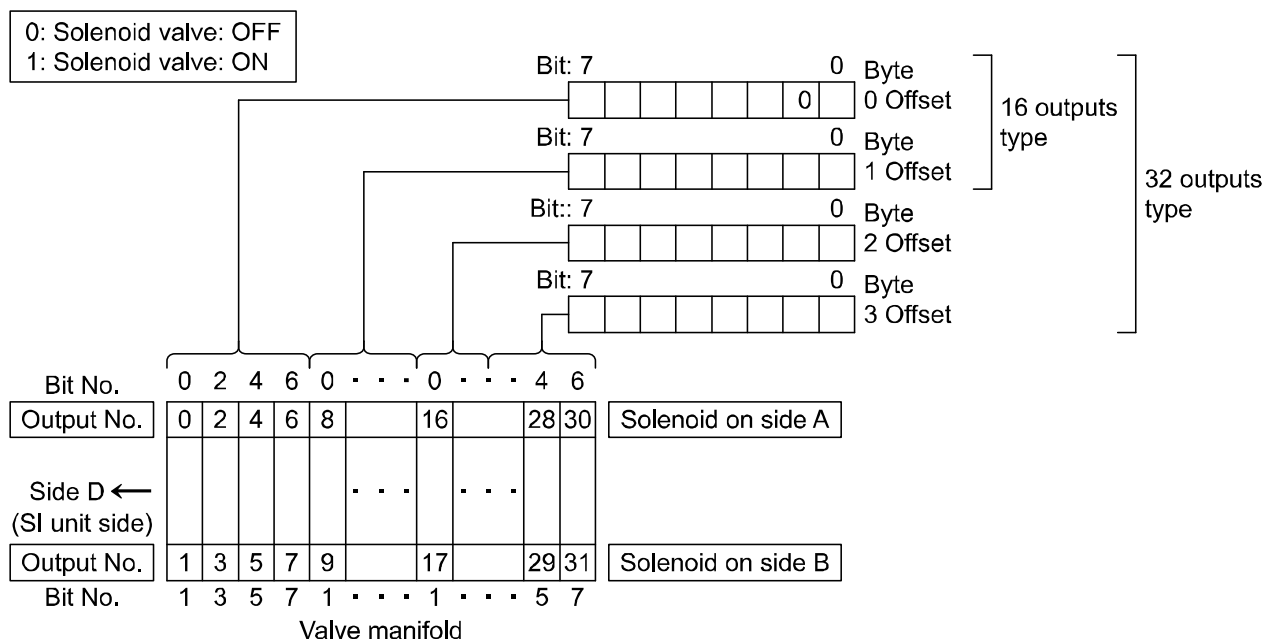 0: Solenoid valve: OFF
1: Solenoid valve: ON
Bit: 7 0 Byte
0 0 Offset
Bit: 7 0 Byte
1 Offset
Bit:: 7 0 Byte
2 Offset
Bit: 7 0 Byte
3 Offset
16 outputs
type
32 outputs
type
Bit No. 0 2 4 6 0 · · · 0 · · · 4 6
Output No. 0 2 4 6 8 16 28 30 Solenoid on side A
Side D ← · · · · · ·
(SI unit side)
Output No. 1 3 5 7 9 17 29 31 Solenoid on side B
Bit No. 1 3 5 7 1 · · · 1 · · · 5 7
Valve manifold